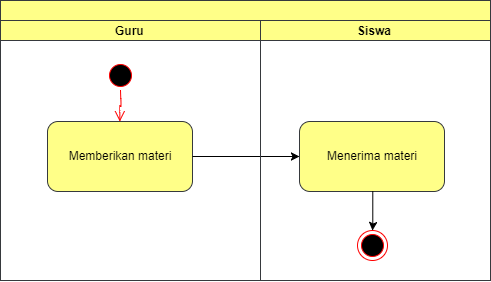 Guru
Siswa
Memberikan materi
Menerima materi